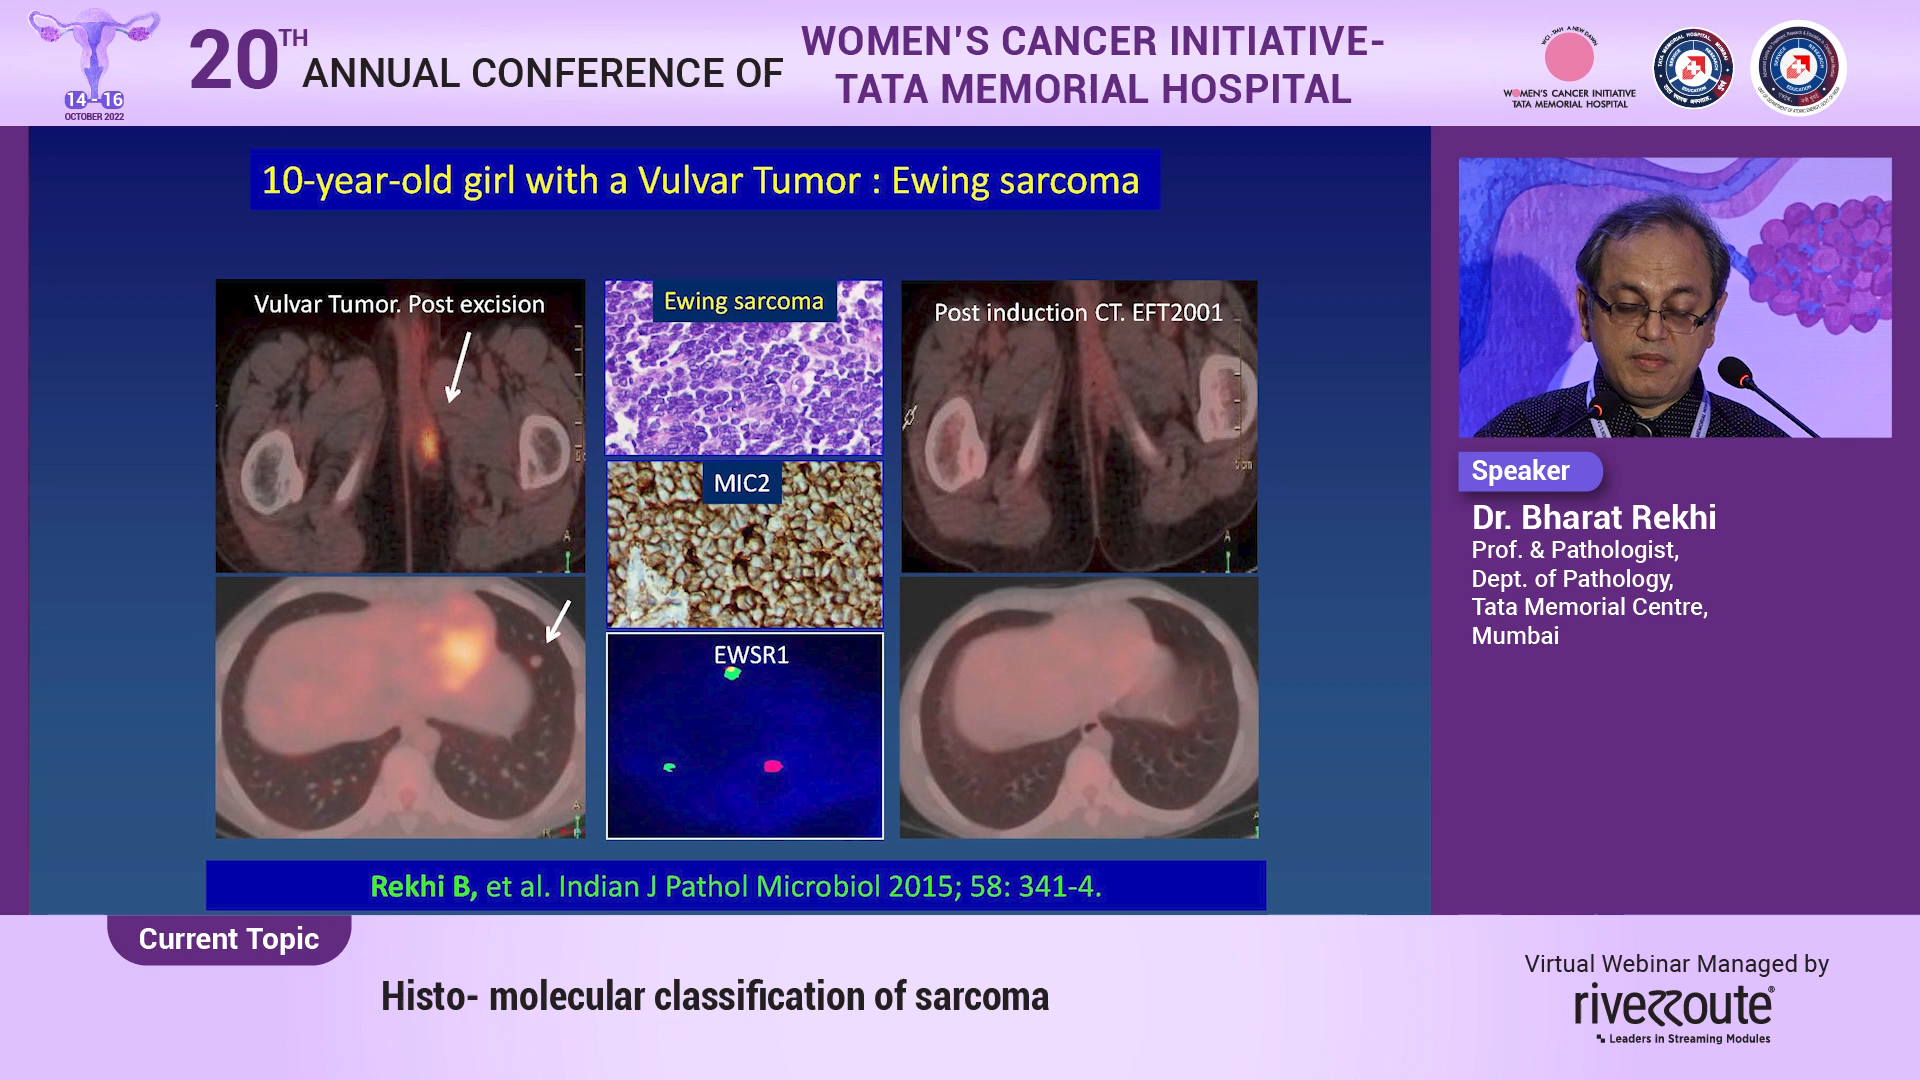 20TH ANNUAL CONFERENCE OF
WOMEN'S CANCER INITIATIVE-
TATA MEMORIAL HOSPITAL
14 - 16
OCTOBER 2022
WOMEN'S CANCER INITIATIVE
TATA MEMORIAL HOSPITAL
10-year-old girl with a Vulvar Tumor : Ewing sarcoma
Vulvar Tumor. Post excision
Ewing sarcoma
Post induction CT. EFT2001
MIC2
EWSR1
Rekhi B, et al. Indian J Pathol Microbiol 2015; 58: 341-4.
Speaker
Dr. Bharat Rekhi
Prof. & Pathologist,
Dept. of Pathology,
Tata Memorial Centre,
Mumbai
Current Topic
Histo- molecular classification of sarcoma
Virtual Webinar Managed by
riverroute®
Leaders in Streaming Modules